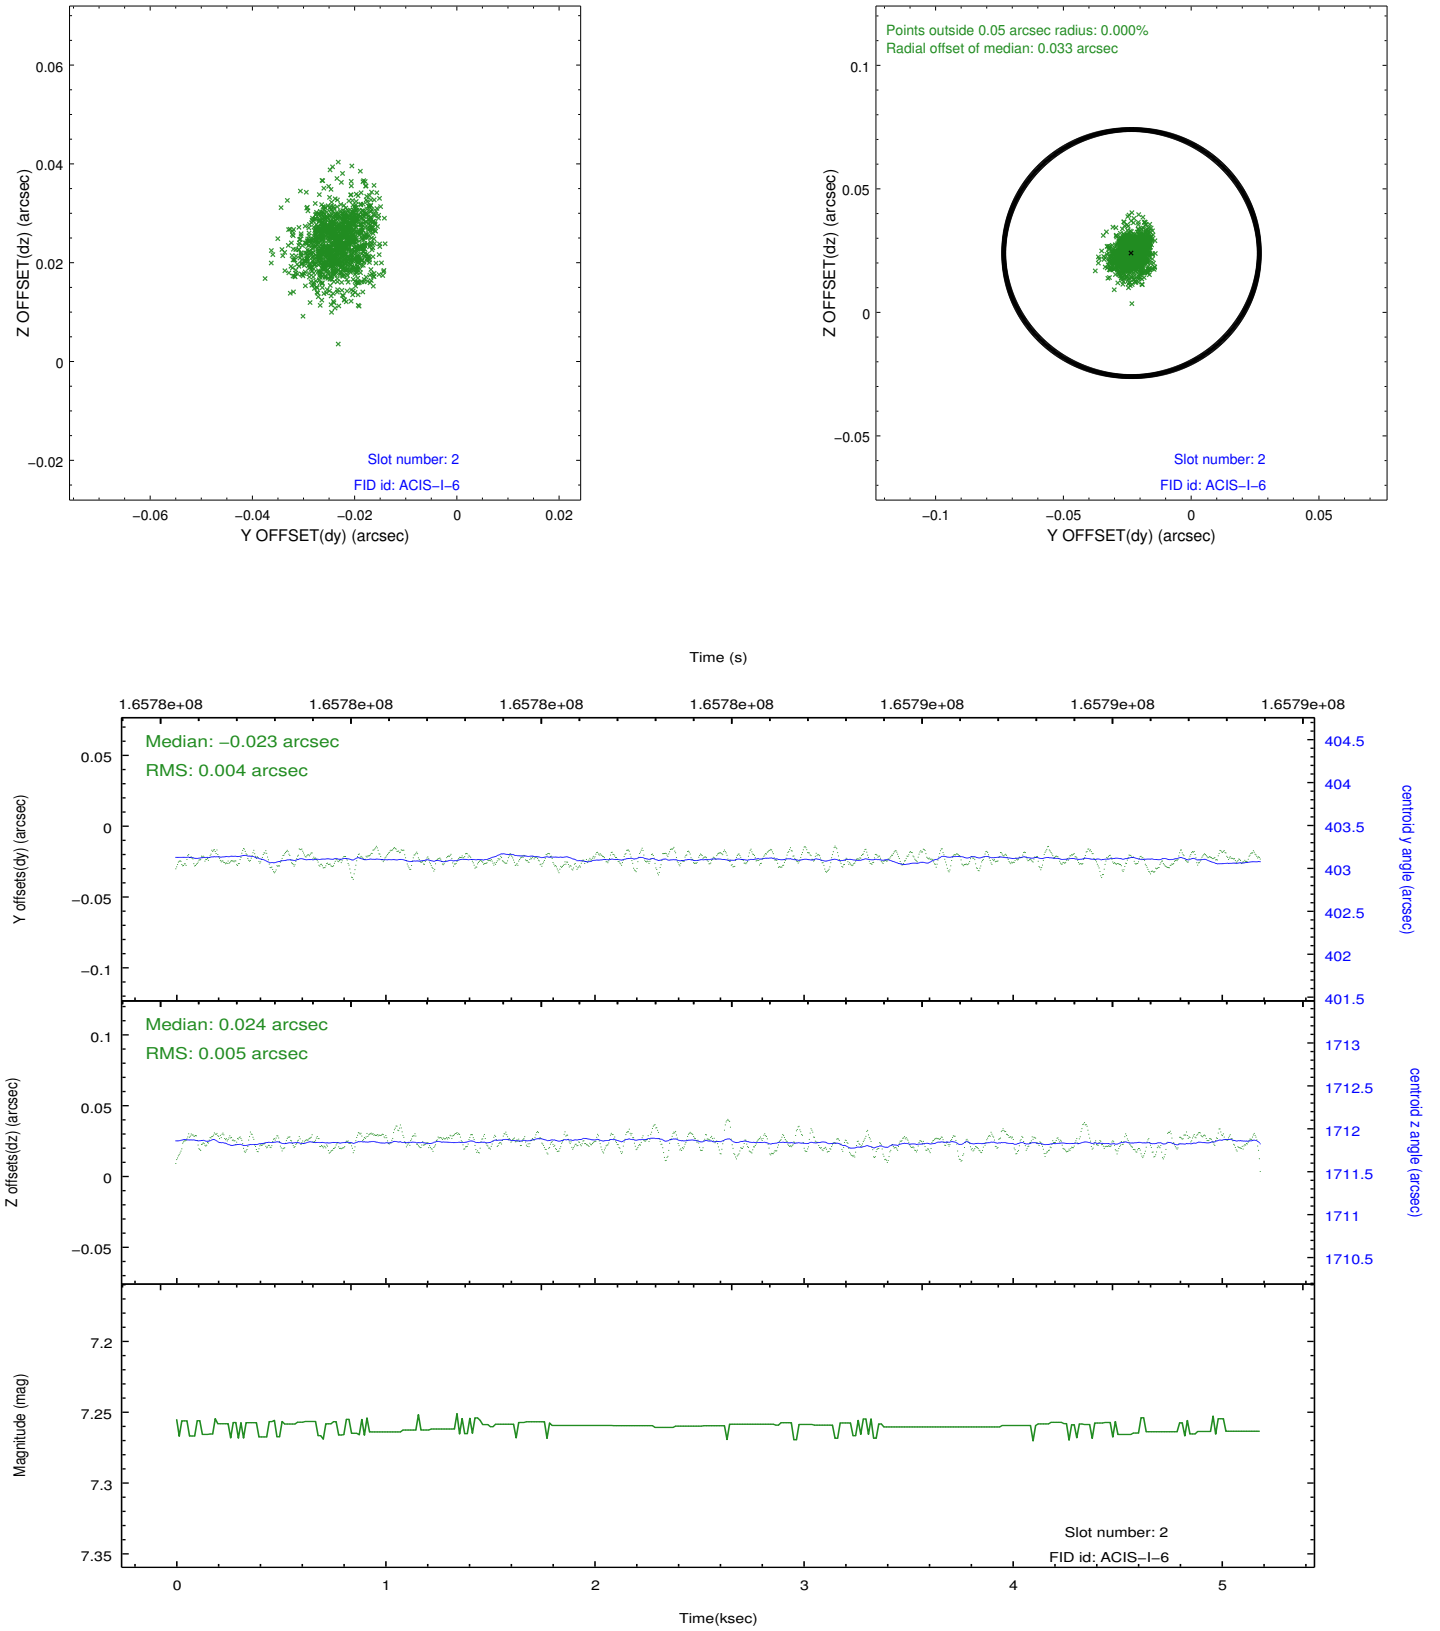 0.06
0.04
0.02
0
−0.02
Z OFFSET(dz) (arcsec)
Slot number: 2
FID id: ACIS−I−6
−0.06 −0.04 −0.02 0 0.02
Y OFFSET(dy) (arcsec)
Points outside 0.05 arcsec radius: 0.000%
Radial offset of median: 0.033 arcsec
0.1
0.05
0
−0.05
Z OFFSET(dz) (arcsec)
Slot number: 2
FID id: ACIS−I−6
−0.1 −0.05 0 0.05
Y OFFSET(dy) (arcsec)
Time (s)
1.6578e+08 1.6578e+08 1.6578e+08 1.6578e+08 1.6579e+08 1.6579e+08 1.6579e+08
Median: −0.023 arcsec
RMS: 0.004 arcsec
0.05
0
−0.05
−0.1
Y offsets(dy) (arcsec)
404.5
404
403.5
403
402.5
402
401.5
centroid y angle (arcsec)
Median: 0.024 arcsec
RMS: 0.005 arcsec
0.1
0.05
0
−0.05
Z offsets(dz) (arcsec)
1713
1712.5
1712
1711.5
1711
1710.5
centroid z angle (arcsec)
7.2
7.25
7.3
7.35
Magnitude (mag)
Slot number: 2
FID id: ACIS−I−6
0 1 2 3 4 5
Time(ksec)